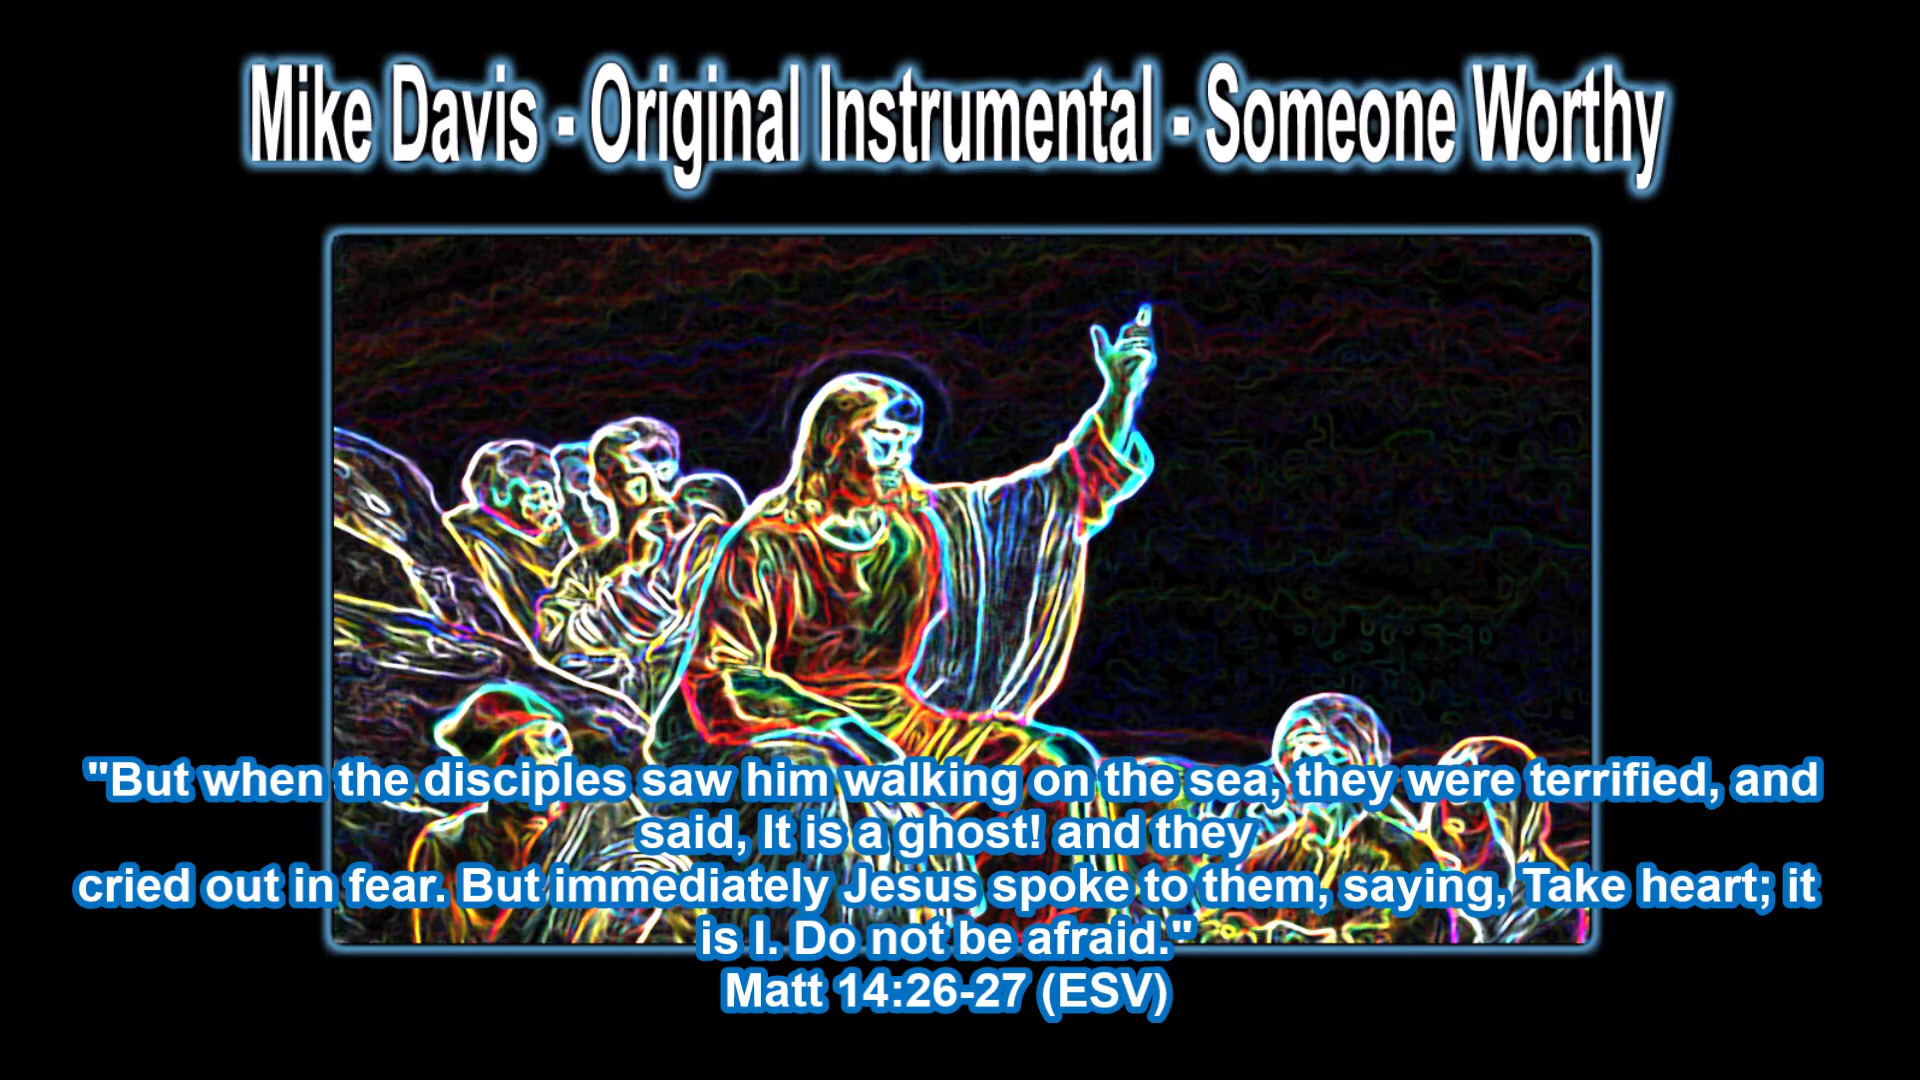 Mike Davis - Original Instrumental - Someone Worthy
"But when the disciples saw him walking on the sea, they were terrified, and
said, It is a ghost! and they
cried out in fear. But immediately Jesus spoke to them, saying, Take heart; it
is I. Do not be afraid."
Matt 14:26-27 (ESV)